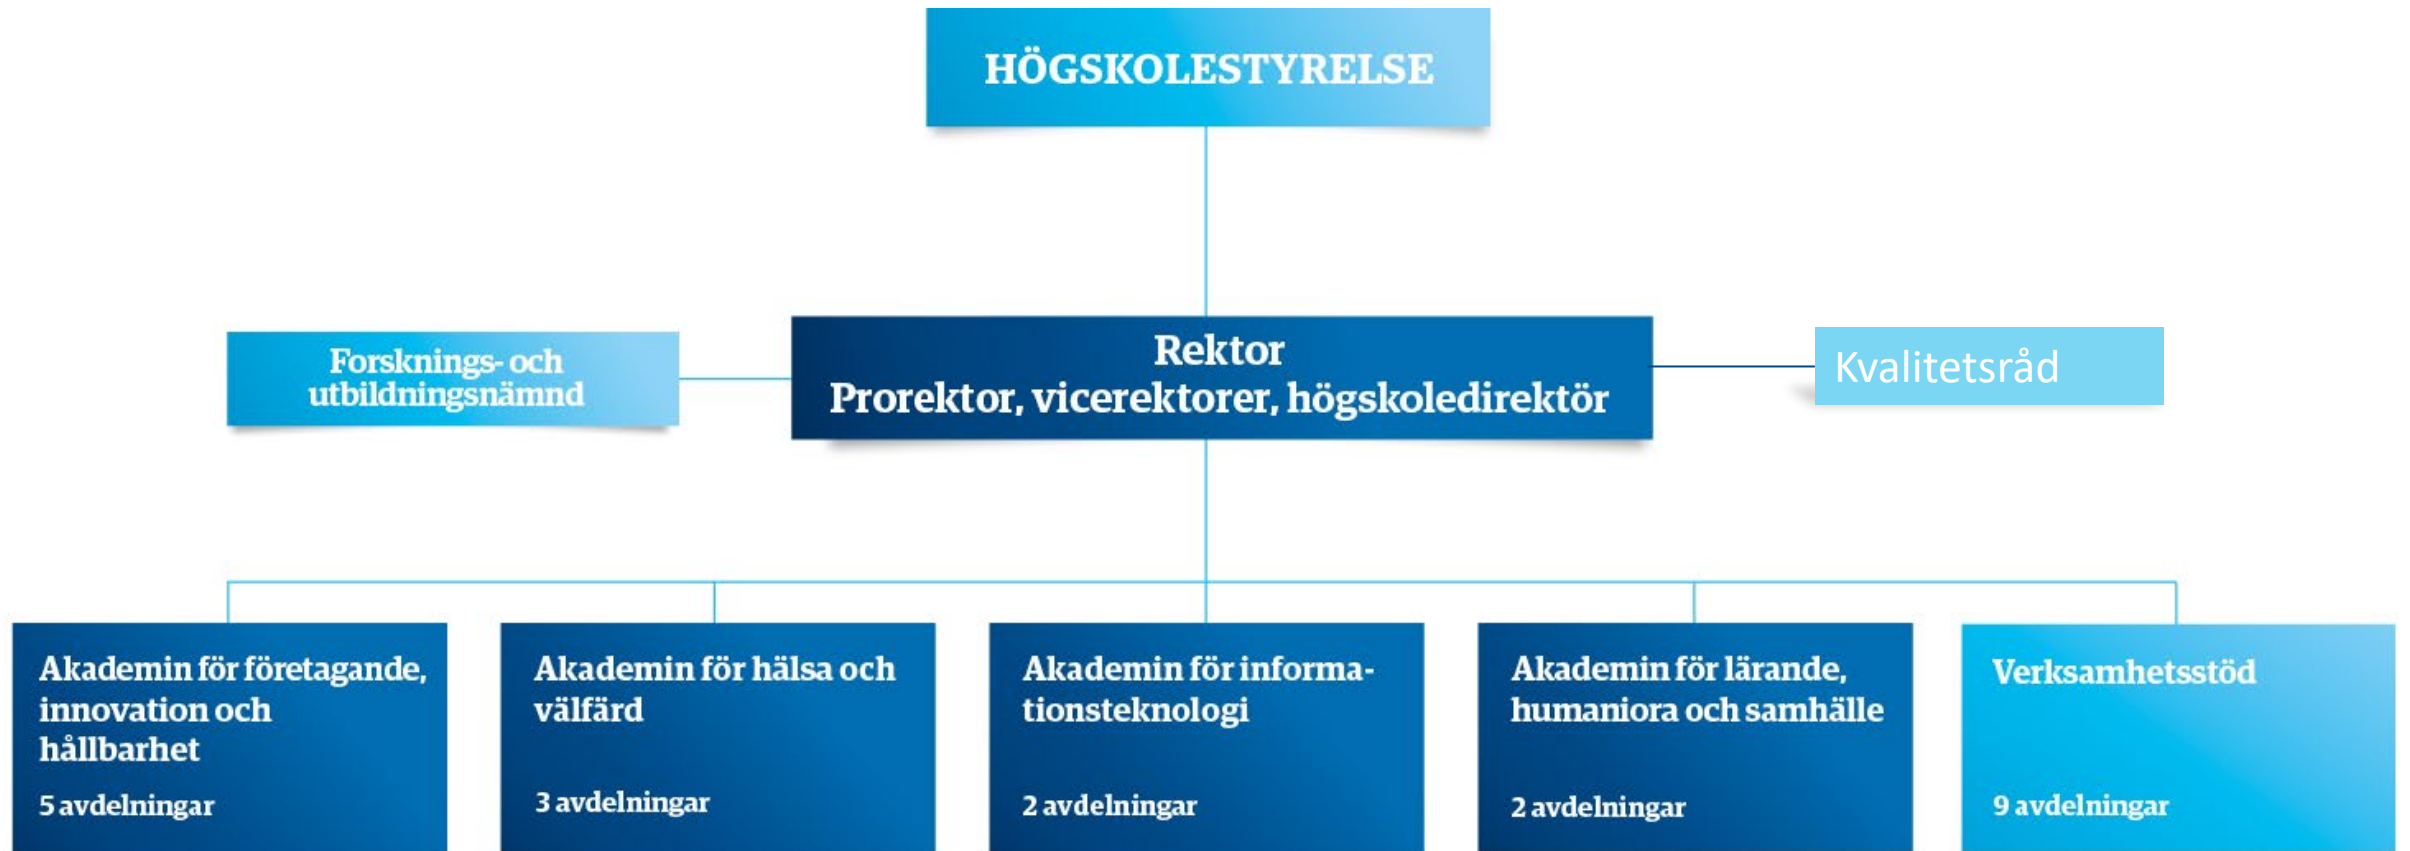 HÖGSKOLESTYRELSE
Forsknings- och
utbildningsnämnd
Rektor
Prorektor, vicerektorer, högskoledirektör
Kvalitetsråd
Akademin för företagande,
innovation och
hållbarhet
5 avdelningar
Akademin för hälsa och
välfärd
3 avdelningar
Akademin för informa-
tionsteknologi
2 avdelningar
Akademin för lärande,
humaniora och samhälle
2 avdelningar
Verksamhetsstöd
9 avdelningar